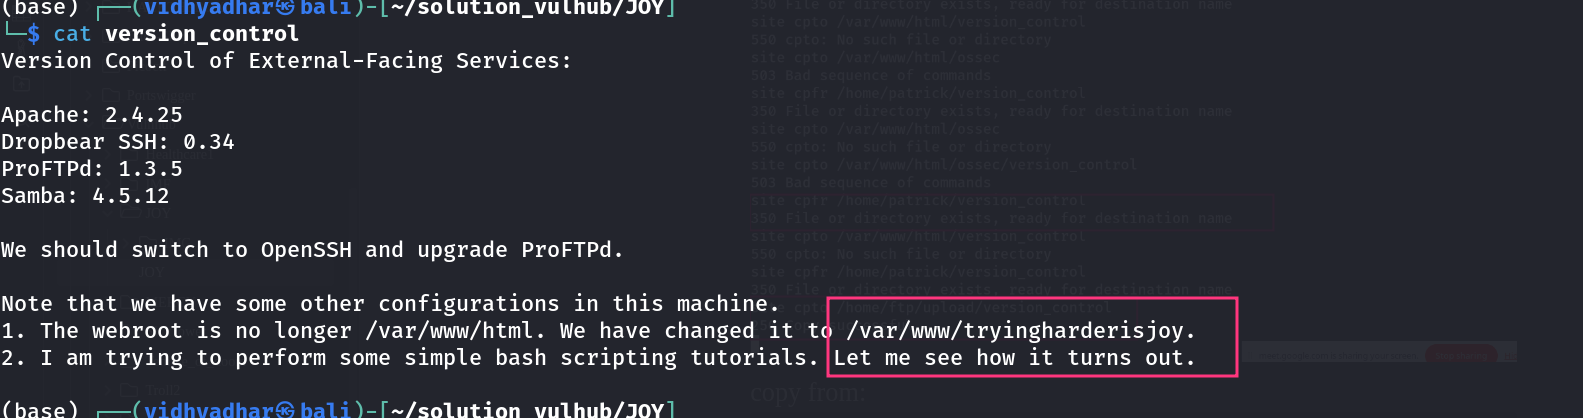 (base) ┌──(vidhyadhar㉿bali)-[~/solution_vulhub/JOY]
└─$ cat version_control
Version Control of External-Facing Services:
Apache: 2.4.25
Dropbear SSH: 0.34
ProFTPd: 1.3.5
Samba: 4.5.12
We should switch to OpenSSH and upgrade ProFTPd.
Note that we have some other configurations in this machine.
1. The webroot is no longer /var/www/html. We have changed it to /var/www/tryingharderisjoy.
2. I am trying to perform some simple bash scripting tutorials. Let me see how it turns out.
(base) ┌──(vidhyadhar㉿bali)-[~/solution_vulhub/JOY]
350 File or directory exists, ready for destination name
site cpto /var/www/html/version_control
550 cpto: No such file or directory
site cpto /var/www/html/ossec
503 Bad sequence of commands
site cpfr /home/patrick/version_control
350 File or directory exists, ready for destination name
site cpto /var/www/html/ossec
550 cpto: No such file or directory
site cpto /var/www/html/ossec/version_control
503 Bad sequence of commands
site cpfr /home/patrick/version_control
350 File or directory exists, ready for destination name
site cpto /var/www/html/version_control
550 cpto: No such file or directory
site cpfr /home/patrick/version_control
350 File or directory exists, ready for destination name
site cpto /home/ftp/upload/version_control
copy from:
JOY
JOY